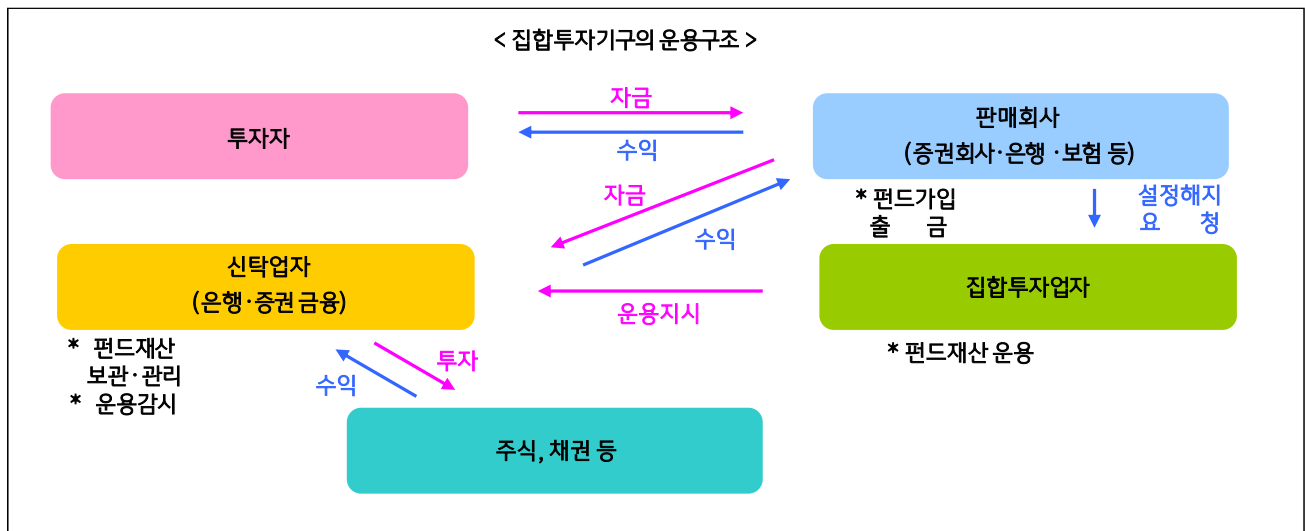 < 집합투자기구의 운용구조 >
자금
투자자
판매회사
(증권회사·은행 ·보험 등)
수익
자금
* 펀드가입
출 금
설정해지
요 청
수익
신탁업자
(은행·증권 금융)
집합투자업자
운용지시
* 펀드재산
보관·관리
* 운용감시
* 펀드재산 운용
투자
수익
주식, 채권 등